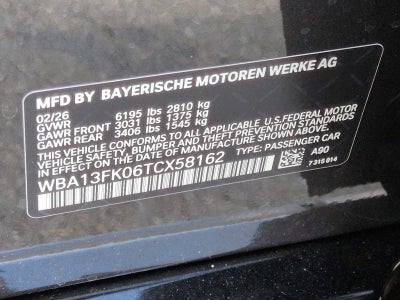 MFD BY BAYERISCHE MOTOREN WERKE AG
02/26 6195 lbs 2810 kg
GVWR
GAWR FRONT 3031 lbs 1375 kg
GAWR REAR 3406 lbs 1545 kg
THIS VEHICLE CONFORMS TO ALL APPLICABLE U.S.FEDERAL MOTOR
VEHICLE SAFETY, BUMPER AND THEFT PREVENTION STANDARDS
IN EFFECT ON THE DATE OF MANUFACTURE SHOWN ABOVE.
WBA13FK06TCX58162 TYPE: PASSENGER CAR
A90
7 315 014